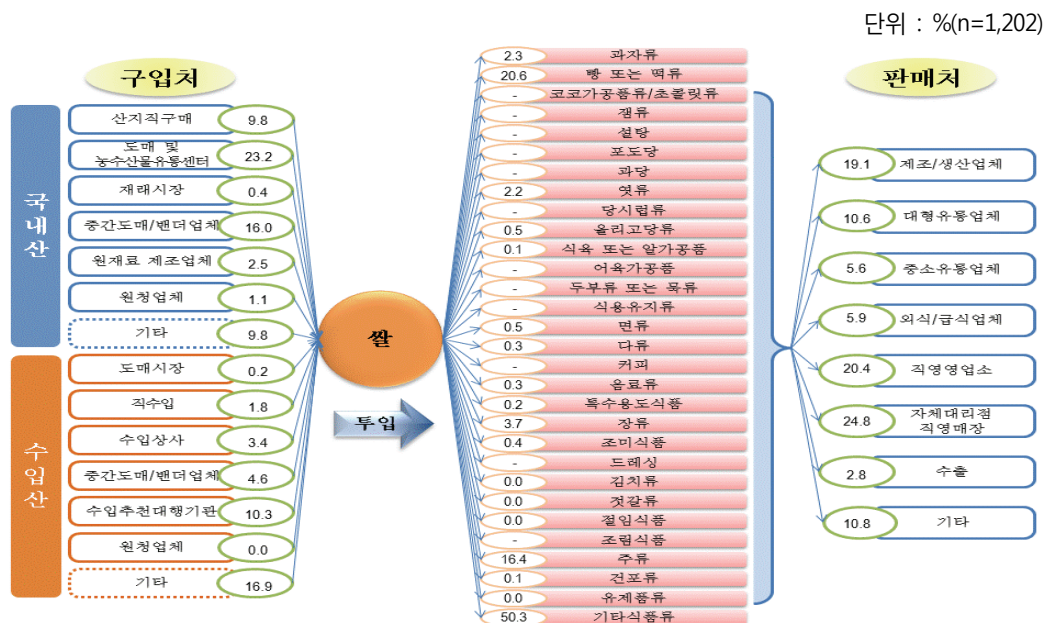 단위 : %(n=1,202)
구입처
국내산
산지직구매 9.8
도매 및
농수산물유통센터 23.2
재래시장 0.4
중간도매/밴더업체 16.0
원재료 제조업체 2.5
원청업체 1.1
기타 9.8
수입산
도매시장 0.2
직수입 1.8
수입상사 3.4
중간도매/밴더업체 4.6
수입추천대행기관 10.3
원청업체 0.0
기타 16.9
쌀
투입
2.3 과자류
20.6 빵 또는 떡류
- 코코가공품류/초콜릿류
- 잼류
- 설탕
- 포도당
- 과당
2.2 엿류
- 당시럽류
0.5 올리고당류
0.1 식육 또는 알가공품
- 어육가공품
- 두부류 또는 묵류
- 식용유지류
0.5 면류
0.3 다류
- 커피
0.3 음료류
0.2 특수용도식품
3.7 장류
0.4 조미식품
- 드레싱
0.0 김치류
0.0 젓갈류
0.0 절임식품
- 조림식품
16.4 주류
0.1 건포류
0.0 유제품류
50.3 기타식품류
판매처
19.1 제조/생산업체
10.6 대형유통업체
5.6 중소유통업체
5.9 외식/급식업체
20.4 직영영업소
24.8 자체대리점
직영매장
2.8 수출
10.8 기타